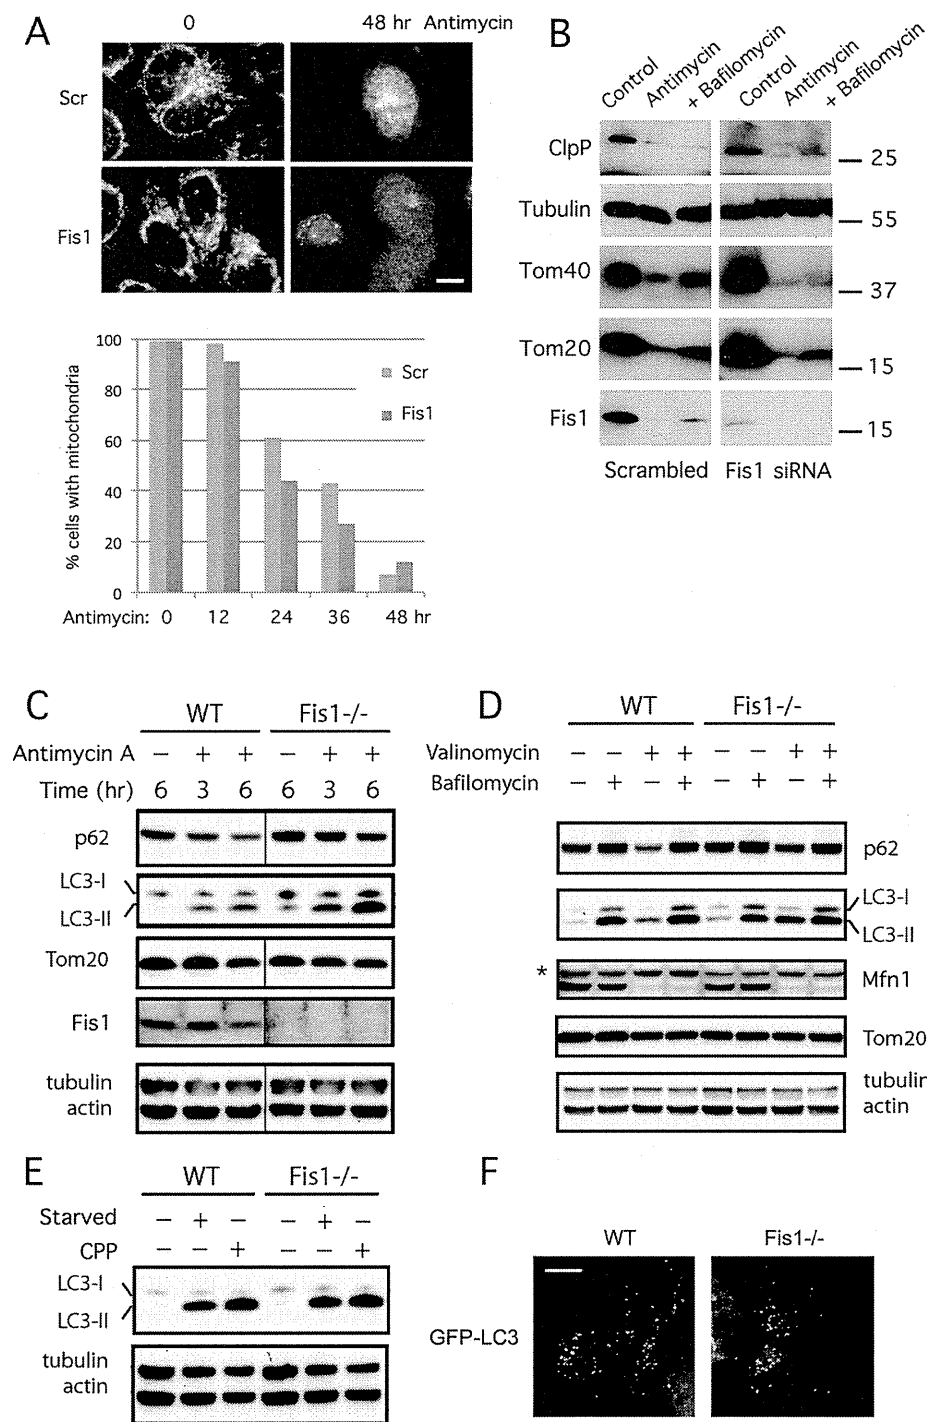 A
0 48 hr Antimycin
Scr
Fis1
100
80
60
40
20
0
% cells with mitochondria
Scr
Fis1
Antimycin: 0 12 24 36 48 hr
B
Control Antimycin + Bafilomycin Control Antimycin + Bafilomycin
ClpP 25
Tubulin 55
Tom40 37
Tom20 15
Fis1 15
Scrambled Fis1 siRNA
C
WT Fis1-/-
Antimycin A − + + − + +
Time (hr) 6 3 6 6 3 6
p62
LC3-I
LC3-II
Tom20
Fis1
tubulin
actin
D
WT Fis1-/-
Valinomycin − − + + − − + +
Bafilomycin − + − + − + − +
p62
LC3-I
LC3-II
* Mfn1
Tom20
tubulin
actin
E
WT Fis1-/-
Starved − + − − + −
CPP − − + − − +
LC3-I
LC3-II
tubulin
actin
F
WT Fis1-/-
GFP-LC3